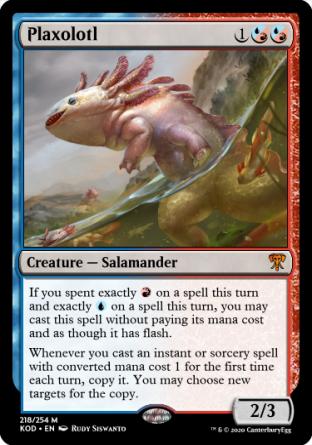 Plaxolotl 1
Creature — Salamander
If you spent exactly on a spell this turn
and exactly on a spell this turn, you may
cast this spell without paying its mana cost
and as though it has flash.
Whenever you cast an instant or sorcery spell
with converted mana cost 1 for the first time
each turn, copy it. You may choose new
targets for the copy.
2/3
218/254 M
KOD • EN RUDY SISWANTO ™ & © 2020 CanterburyEgg